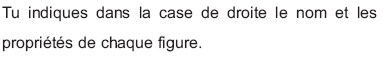 Tu indiques dans la case de droite le nom et les
propriétés de chaque figure.